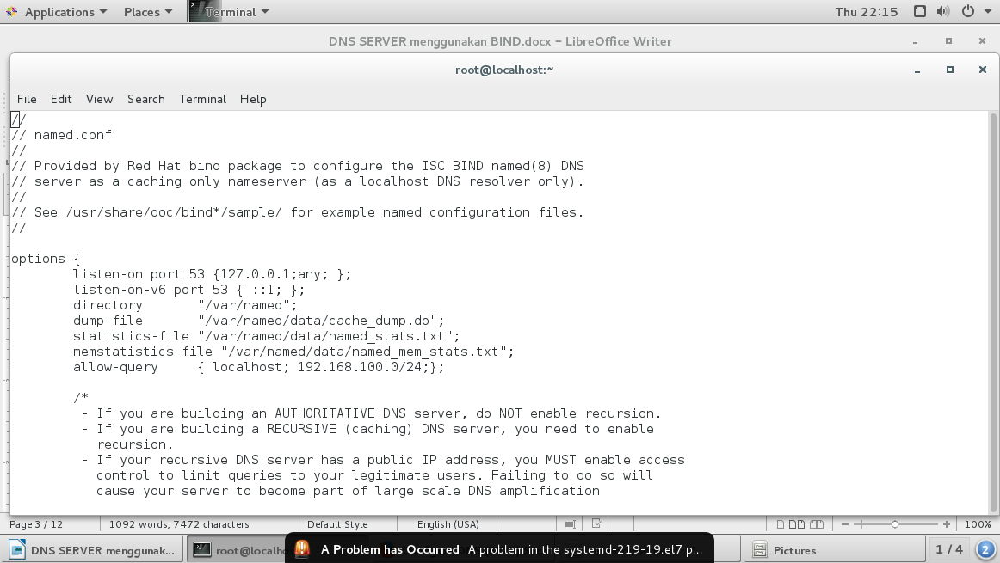 Applications Places Terminal Thu 22:15
DNS SERVER menggunakan BIND.docx - LibreOffice Writer
root@localhost:~
File Edit View Search Terminal Help
//
// named.conf
//
// Provided by Red Hat bind package to configure the ISC BIND named(8) DNS
// server as a caching only nameserver (as a localhost DNS resolver only).
//
// See /usr/share/doc/bind*/sample/ for example named configuration files.
//
options {
listen-on port 53 {127.0.0.1;any; };
listen-on-v6 port 53 { ::1; };
directory "/var/named";
dump-file "/var/named/data/cache_dump.db";
statistics-file "/var/named/data/named_stats.txt";
memstatistics-file "/var/named/data/named_mem_stats.txt";
allow-query { localhost; 192.168.100.0/24;};
/*
- If you are building an AUTHORITATIVE DNS server, do NOT enable recursion.
- If you are building a RECURSIVE (caching) DNS server, you need to enable
recursion.
- If your recursive DNS server has a public IP address, you MUST enable access
control to limit queries to your legitimate users. Failing to do so will
cause your server to become part of large scale DNS amplification
Page 3 / 12 1092 words, 7472 characters Default Style English (USA) 100%
DNS SERVER menggunak... root@localho A Problem has Occurred A problem in the systemd-219-19.el7 p... Pictures 1 / 4 2